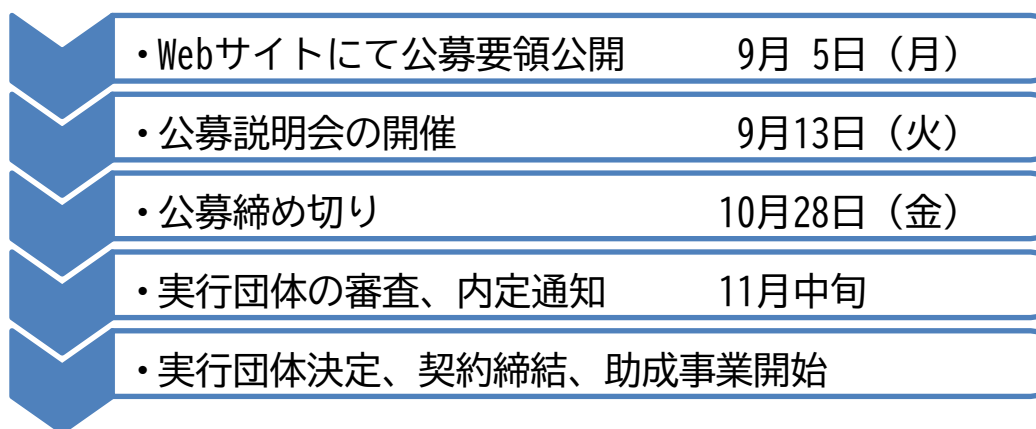 ・Webサイトにて公募要領公開 9月 5日（月）
・公募説明会の開催 9月13日（火）
・公募締め切り 10月28日（金）
・実行団体の審査、内定通知 11月中旬
・実行団体決定、契約締結、助成事業開始